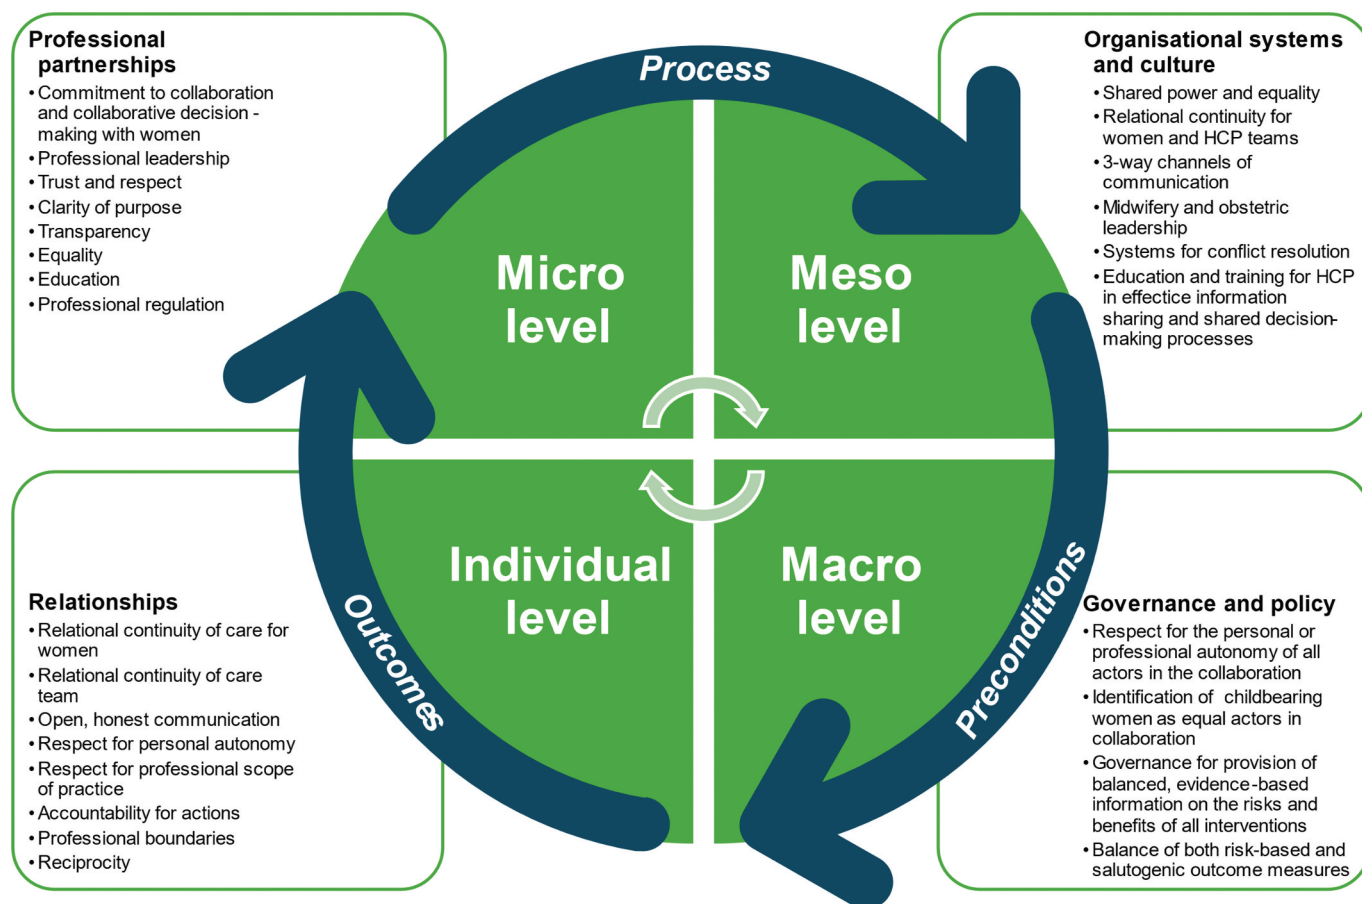 Professional
partnerships
• Commitment to collaboration
and collaborative decision -
making with women
• Professional leadership
• Trust and respect
• Clarity of purpose
• Transparency
• Equality
• Education
• Professional regulation
Process
Organisational systems
and culture
• Shared power and equality
• Relational continuity for
women and HCP teams
• 3-way channels of
communication
• Midwifery and obstetric
leadership
• Systems for conflict resolution
• Education and training for HCP
in effectice information
sharing and shared decision-
making processes
Micro
level
Meso
level
Individual
level
Macro
level
Outcomes
Preconditions
Relationships
• Relational continuity of care for
women
• Relational continuity of care
team
• Open, honest communication
• Respect for personal autonomy
• Respect for professional scope
of practice
• Accountability for actions
• Professional boundaries
• Reciprocity
Governance and policy
• Respect for the personal or
professional autonomy of all
actors in the collaboration
• Identification of childbearing
women as equal actors in
collaboration
• Governance for provision of
balanced, evidence-based
information on the risks and
benefits of all interventions
• Balance of both risk-based and
salutogenic outcome measures